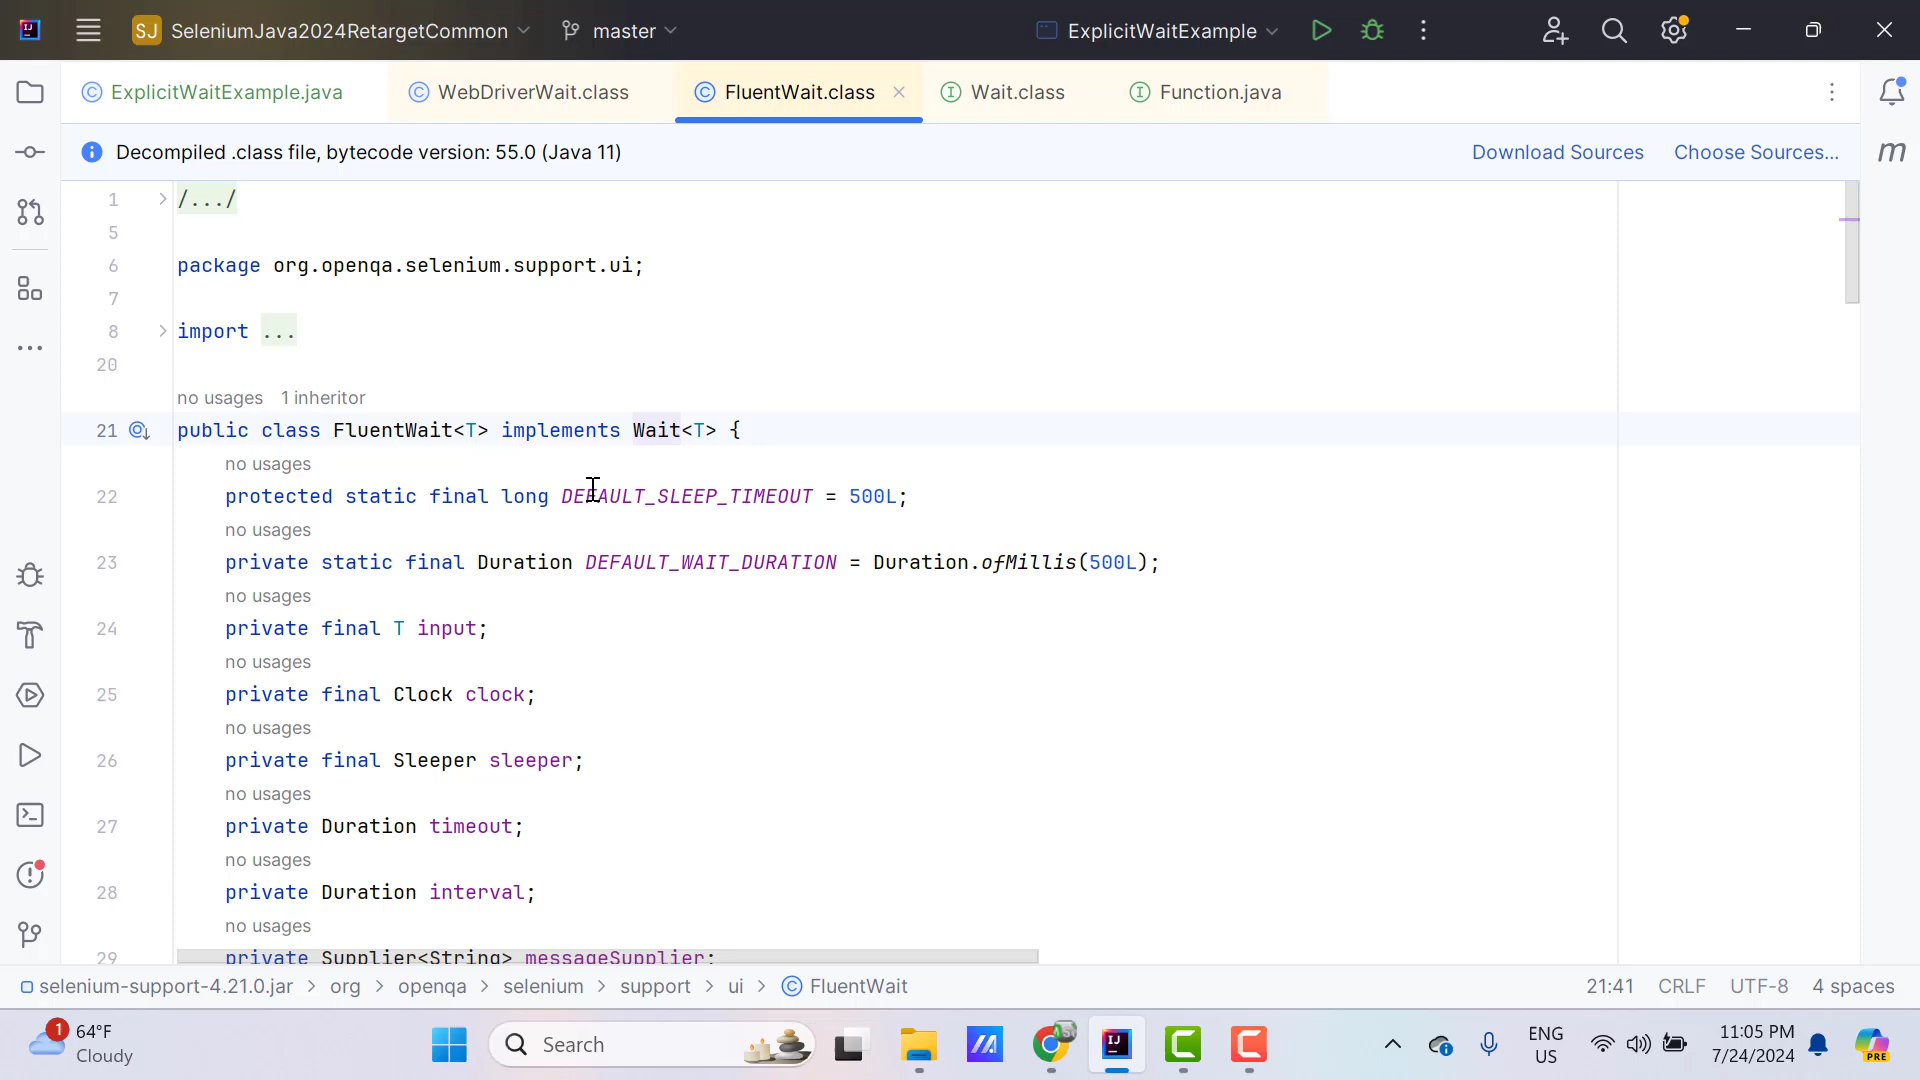 SJ SeleniumJava2024RetargetCommon master ExplicitWaitExample
ExplicitWaitExample.java WebDriverWait.class FluentWait.class Wait.class Function.java
Decompiled .class file, bytecode version: 55.0 (Java 11) Download Sources Choose Sources...
1 /.../
5
6 package org.openqa.selenium.support.ui;
7
8 import ...
20
no usages 1 inheritor
21 public class FluentWait<T> implements Wait<T> {
no usages
22 protected static final long DEFAULT_SLEEP_TIMEOUT = 500L;
no usages
23 private static final Duration DEFAULT_WAIT_DURATION = Duration.ofMillis(500L);
no usages
24 private final T input;
no usages
25 private final Clock clock;
no usages
26 private final Sleeper sleeper;
no usages
27 private Duration timeout;
no usages
28 private Duration interval;
no usages
29 private Supplier<String> messageSupplier;
selenium-support-4.21.0.jar > org > openqa > selenium > support > ui > FluentWait 21:41 CRLF UTF-8 4 spaces
1 64°F Cloudy
Search
ENG US
11:05 PM
7/24/2024
PRE